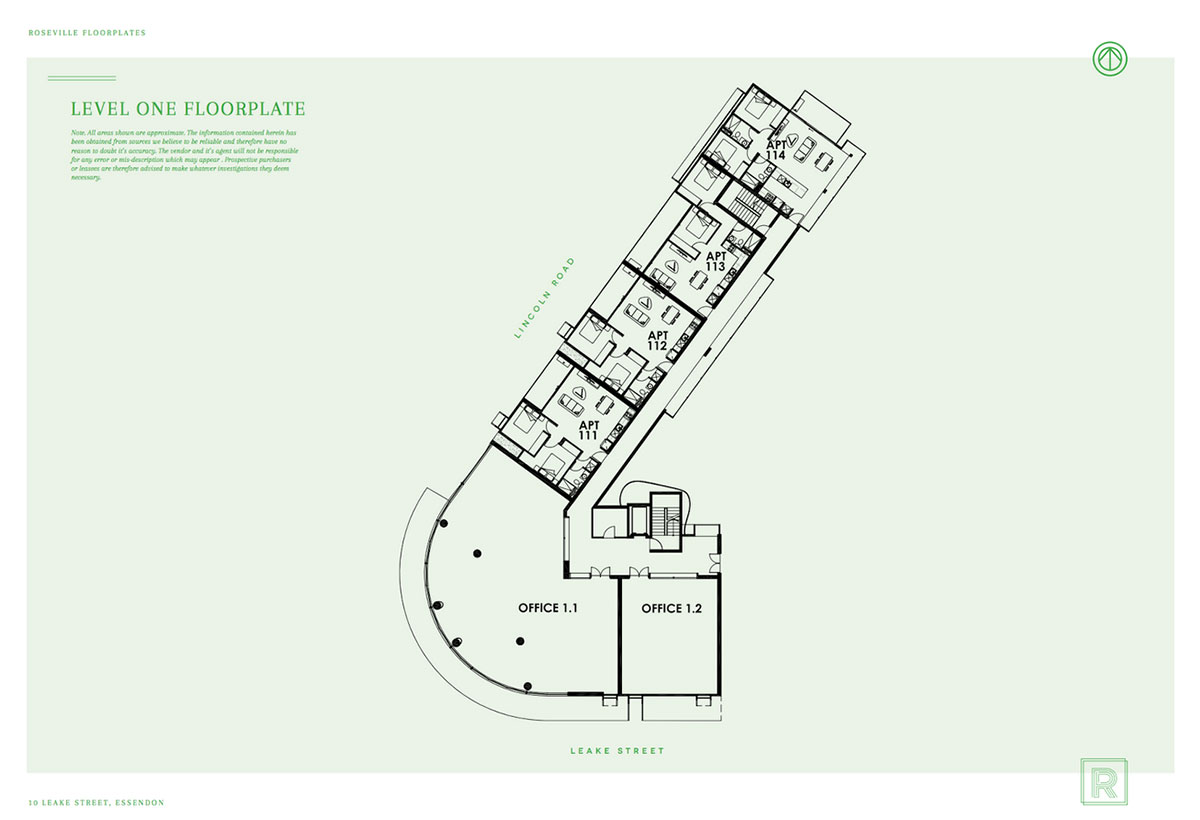 ROSEVILLE FLOORPLATES
LEVEL ONE FLOORPLATE
Note. All areas shown are approximate. The information contained herein has
been obtained from sources we believe to be reliable and therefore have no
reason to doubt it's accuracy. The vendor and it's agent will not be responsible
for any error or mis-description which may appear . Prospective purchasers
or leasees are therefore advised to make whatever investigations they deem
necessary.
APT
114
APT
113
LINCOLN ROAD
APT
112
APT
111
OFFICE 1.1
OFFICE 1.2
LEAKE STREET
R
10 LEAKE STREET, ESSENDON